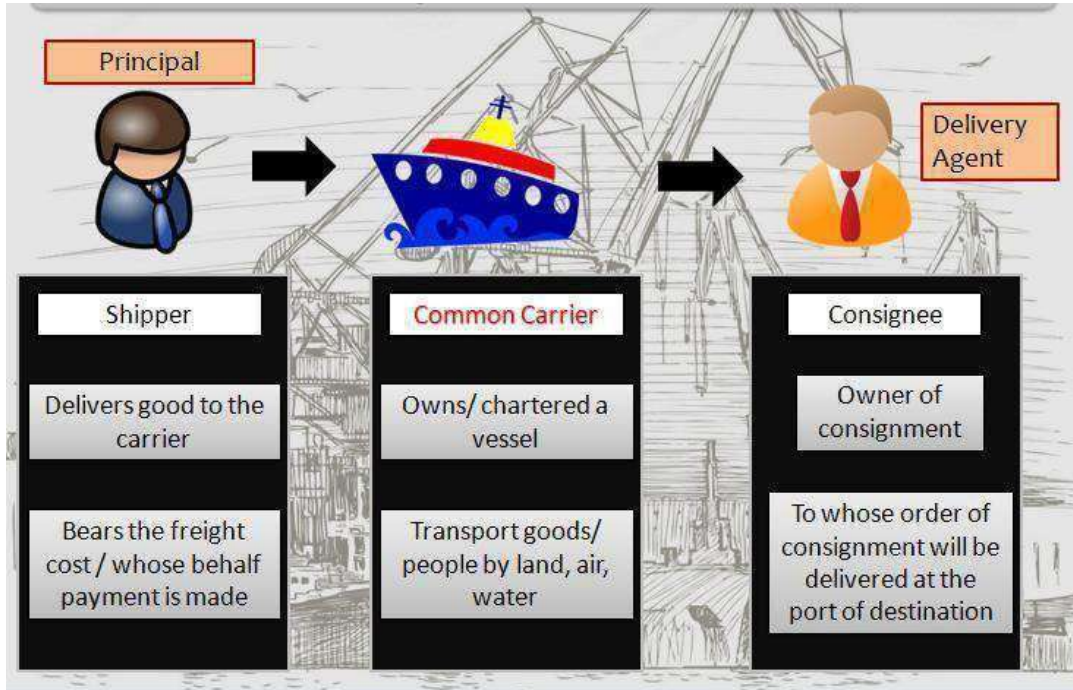 Principal
Delivery
Agent
Shipper
Delivers good to the
carrier
Bears the freight
cost / whose behalf
payment is made
Common Carrier
Owns/ chartered a
vessel
Transport goods/
people by land, air,
water
Consignee
Owner of
consignment
To whose order of
consignment will be
delivered at the
port of destination